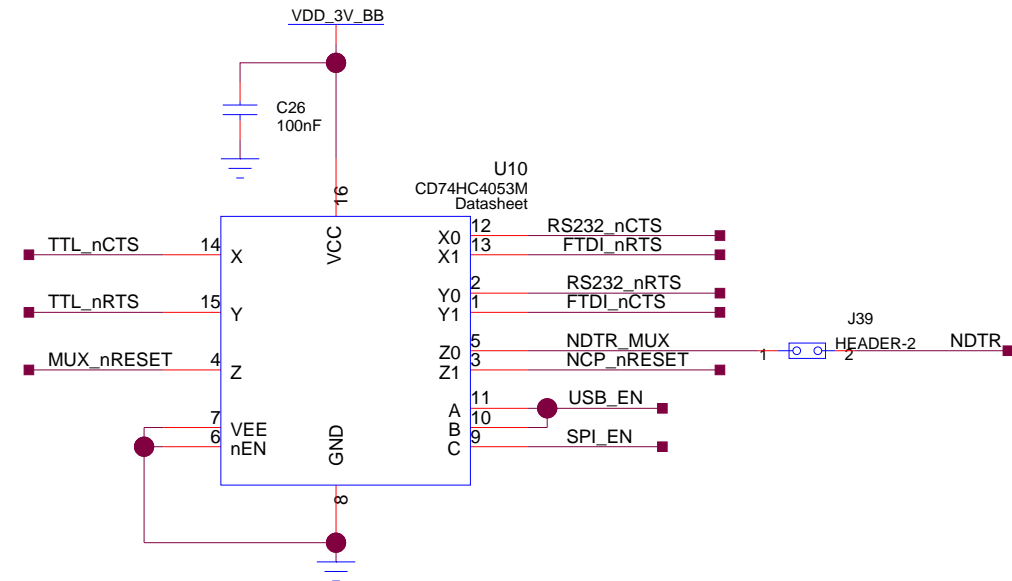 VDD_3V_BB
C26
100nF
U10
CD74HC4053M
Datasheet
16
VCC
TTL_nCTS
14
X
TTL_nRTS
15
Y
MUX_nRESET
4
Z
7
VEE
6
nEN
GND
8
X0
12
RS232_nCTS
X1
13
FTDI_nRTS
Y0
2
RS232_nRTS
Y1
1
FTDI_nCTS
Z0
5
NDTR_MUX
Z1
3
NCP_nRESET
A
11
USB_EN
B
10
C
9
SPI_EN
J39
HEADER-2
1
2
NDTR